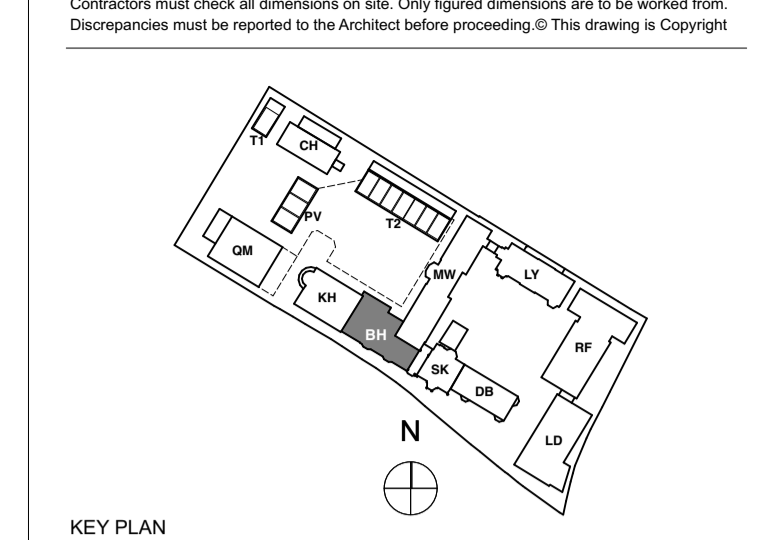 Contractors must check all dimensions on site. Only figured dimensions are to be worked from.
Discrepancies must be reported to the Architect before proceeding.© This drawing is Copyright
T1
CH
PV
T2
QM
MW
LY
KH
BH
RF
SK
DB
N
LD
KEY PLAN